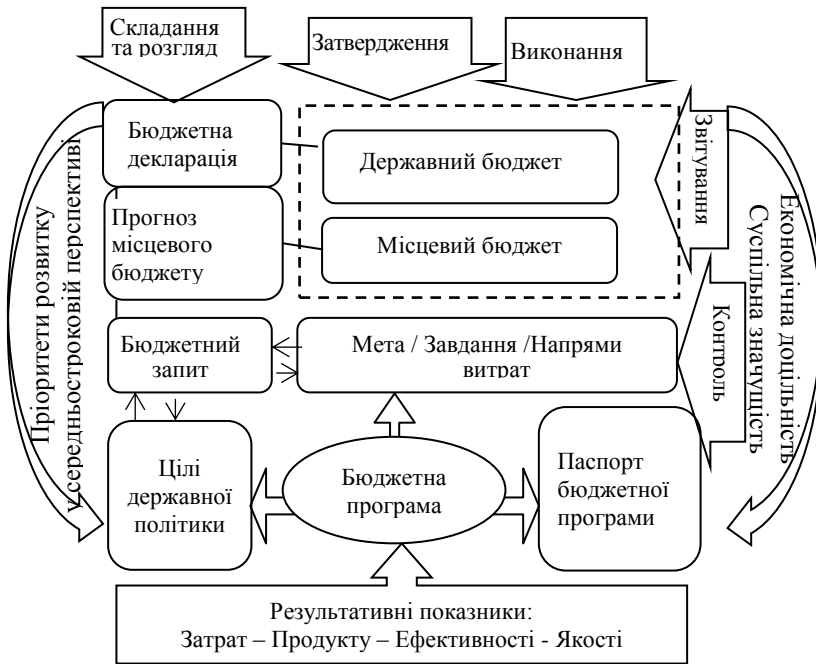 Складання
та розгляд
Затвердження
Виконання
Бюджетна
декларація
Державний бюджет
Прогноз
місцевого
бюджету
Місцевий бюджет
Звітування
Контроль
Економічна доцільність
Суспільна значущість
Пріоритети розвитку
у середньостроковій перспективі
Бюджетний
запит
Мета / Завдання /Напрями
витрат
Цілі
державної
політики
Бюджетна
програма
Паспорт
бюджетної
програми
Результативні показники:
Затрат – Продукту – Ефективності - Якості